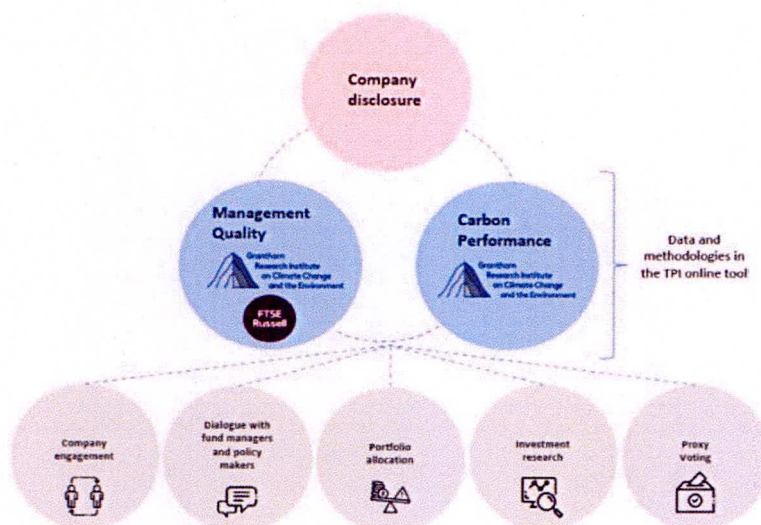 Company
disclosure
Management
Quality
Grantham
Research Institute
on Climate Change
and the Environment
FTSE
Russell
Carbon
Performance
Grantham
Research Institute
on Climate Change
and the Environment
Data and
methodologies in
the TPI online tool
Company
engagement
Dialogue with
fund managers
and policy
makers
Portfolio
allocation
Investment
research
Proxy
Voting